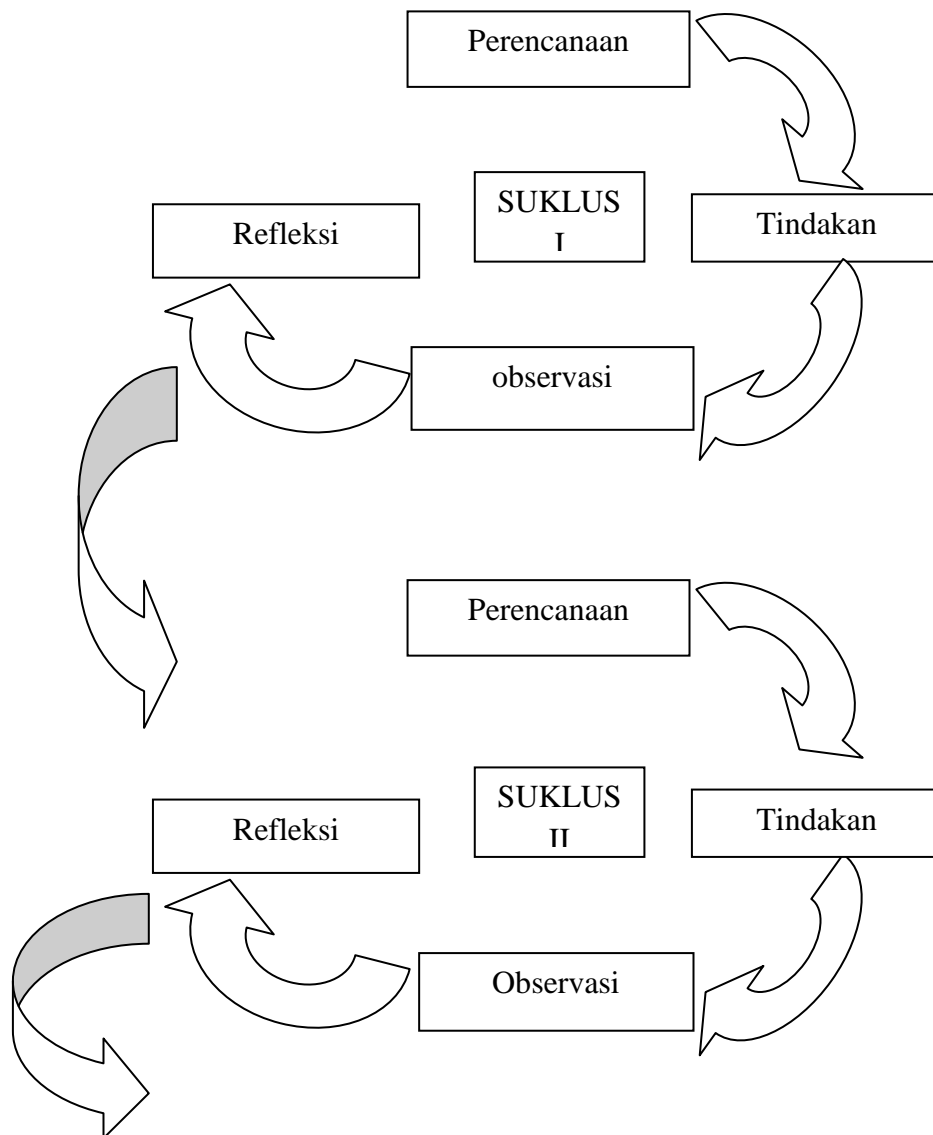 Perencanaan
SUKLUS
I
Refleksi
Tindakan
observasi
Perencanaan
SUKLUS
II
Refleksi
Tindakan
Observasi